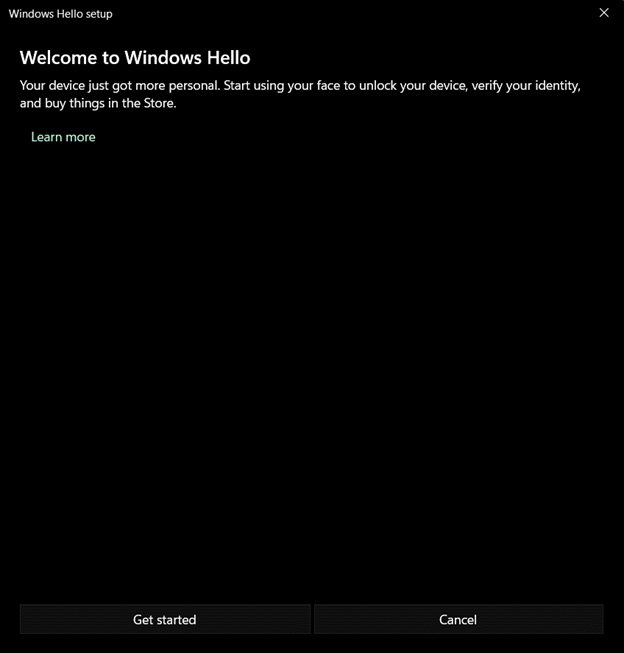 Windows Hello setup
Welcome to Windows Hello
Your device just got more personal. Start using your face to unlock your device, verify your identity,
and buy things in the Store.
Learn more
Get started
Cancel